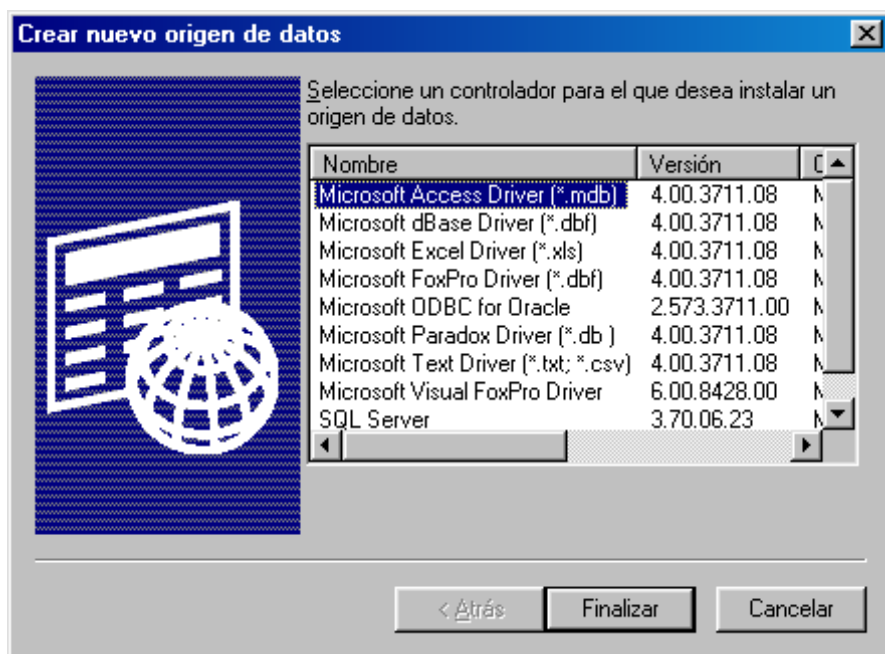 Crear nuevo origen de datos
Seleccione un controlador para el que desea instalar un
origen de datos.
Nombre Versión
Microsoft Access Driver (*.mdb) 4.00.3711.08
Microsoft dBase Driver (*.dbf) 4.00.3711.08
Microsoft Excel Driver (*.xls) 4.00.3711.08
Microsoft FoxPro Driver (*.dbf) 4.00.3711.08
Microsoft ODBC for Oracle 2.573.3711.00
Microsoft Paradox Driver (*.db ) 4.00.3711.08
Microsoft Text Driver (*.txt; *.csv) 4.00.3711.08
Microsoft Visual FoxPro Driver 6.00.8428.00
SQL Server 3.70.06.23
< Atrás Finalizar Cancelar